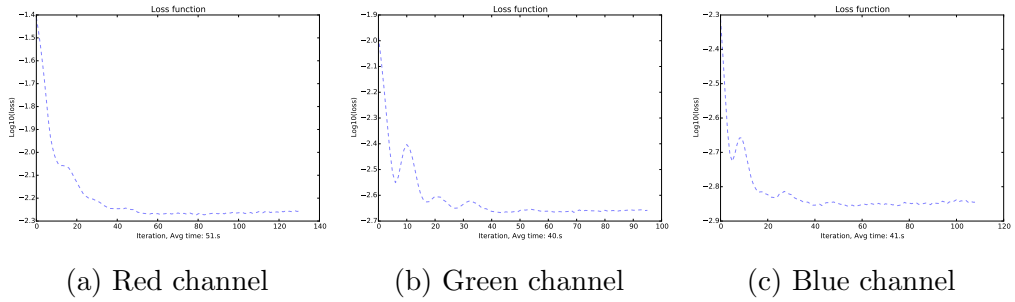 Loss function
Log10(loss)
−1.4
−1.5
−1.6
−1.7
−1.8
−1.9
−2.0
−2.1
−2.2
−2.3
0 20 40 60 80 100 120 140
Iteration, Avg time: 51.s
(a) Red channel
Loss function
Log10(loss)
−1.9
−2.0
−2.1
−2.2
−2.3
−2.4
−2.5
−2.6
−2.7
0 10 20 30 40 50 60 70 80 90 100
Iteration, Avg time: 40.s
(b) Green channel
Loss function
Log10(loss)
−2.3
−2.4
−2.5
−2.6
−2.7
−2.8
−2.9
0 20 40 60 80 100 120
Iteration, Avg time: 41.s
(c) Blue channel